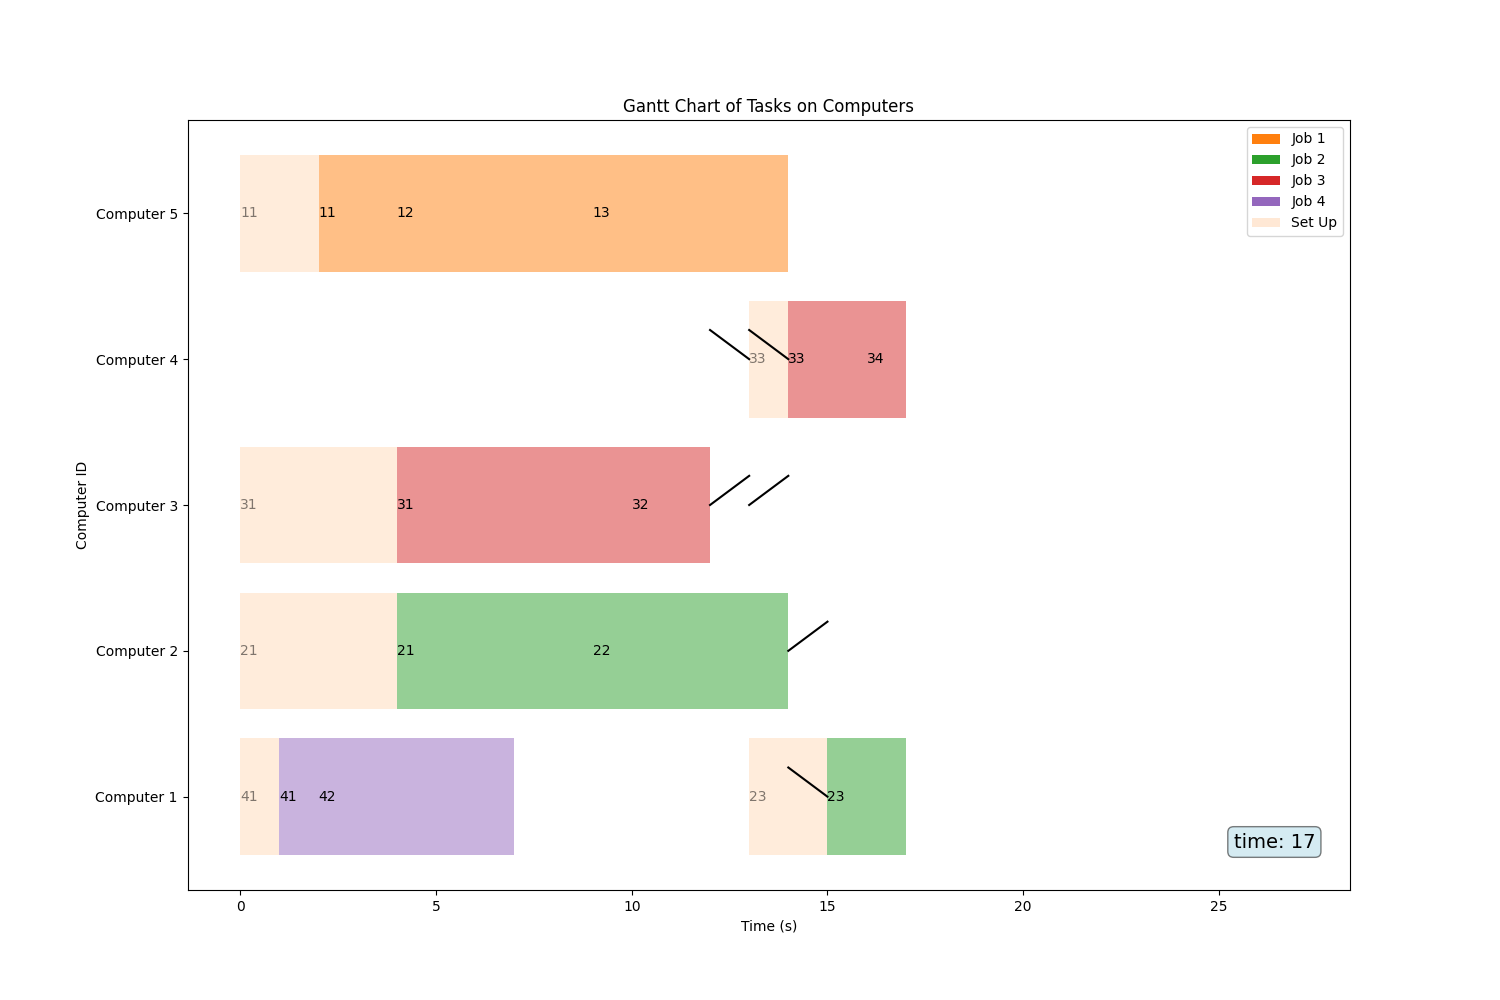 Gantt Chart of Tasks on Computers
Job 1
Job 2
Job 3
Job 4
Set Up
Computer 5
11
11
12
13
Computer 4
33
33
34
Computer 3
31
31
32
Computer 2
21
21
22
Computer 1
41
41
42
23
23
Computer ID
time: 17
0
5
10
15
20
25
Time (s)